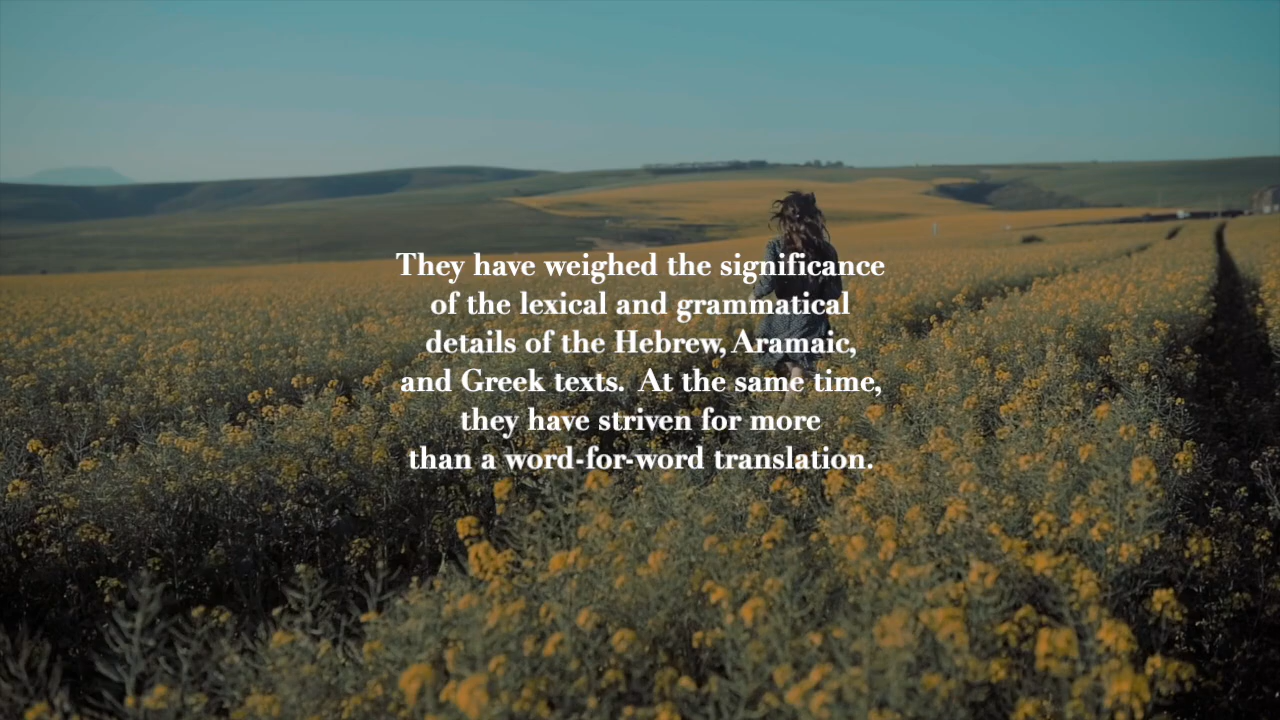 They have weighed the significance
of the lexical and grammatical
details of the Hebrew, Aramaic,
and Greek texts.  At the same time,
they have striven for more
than a word-for-word translation.